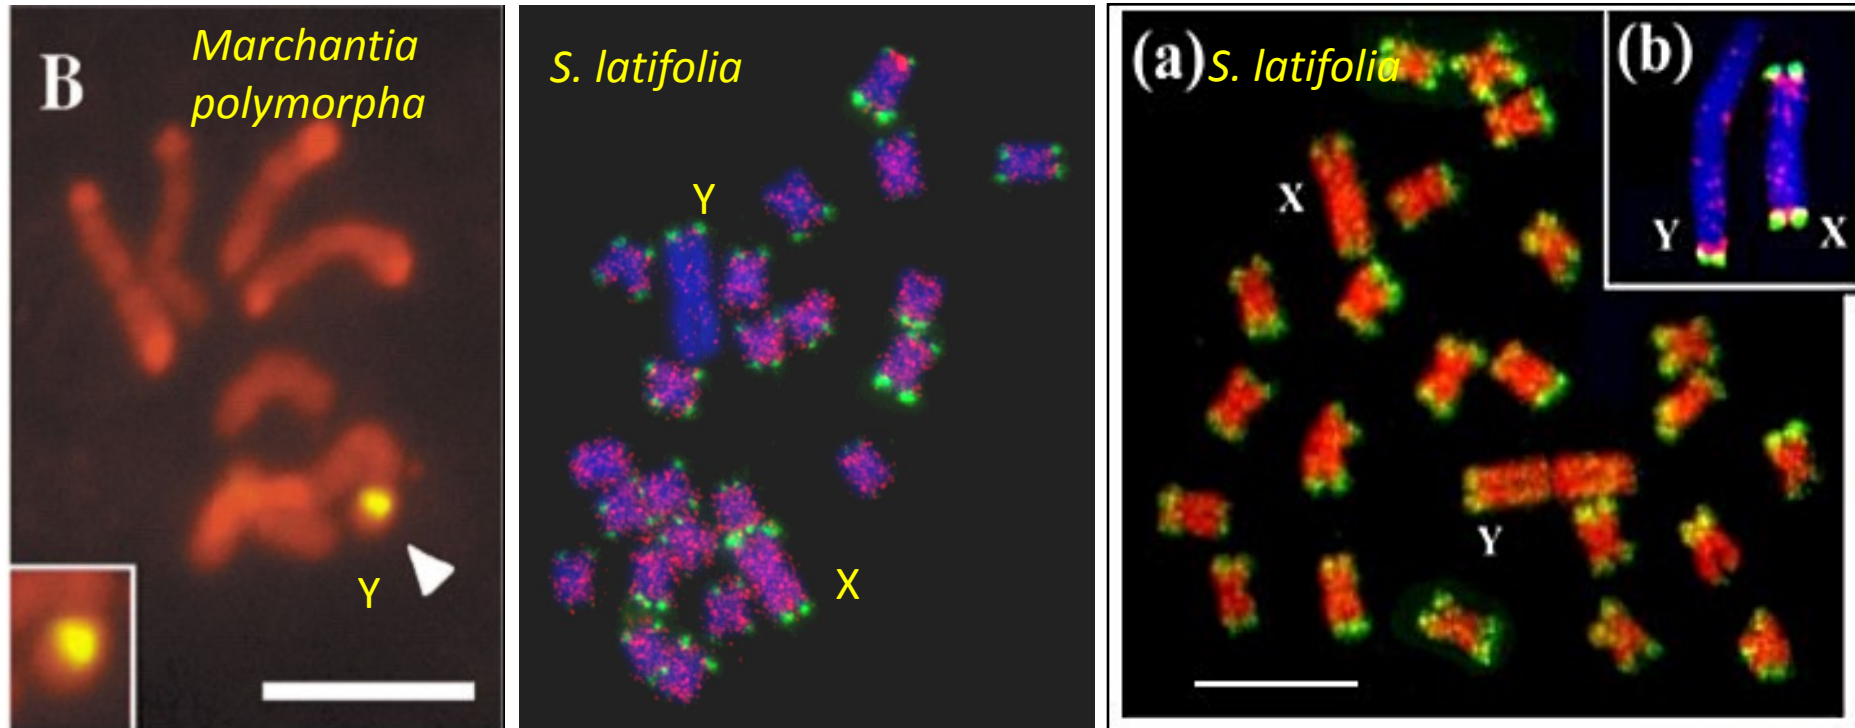 B
Marchantia
polymorpha
Y
S. latifolia
Y
X
(a) S. latifolia
X
Y
(b)
Y
X